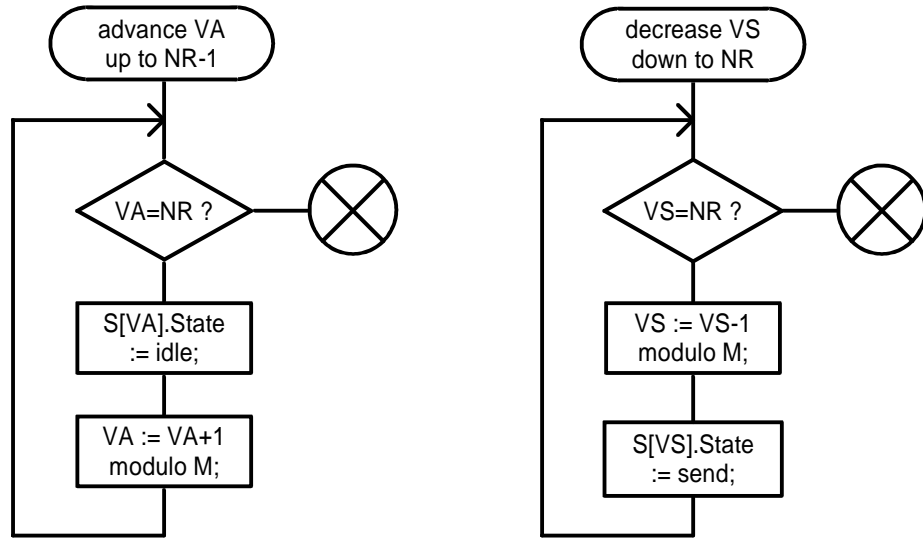 advance VA
up to NR-1
VA=NR ?
S[VA].State
:= idle;
VA := VA+1
modulo M;
decrease VS
down to NR
VS=NR ?
VS := VS-1
modulo M;
S[VS].State
:= send;